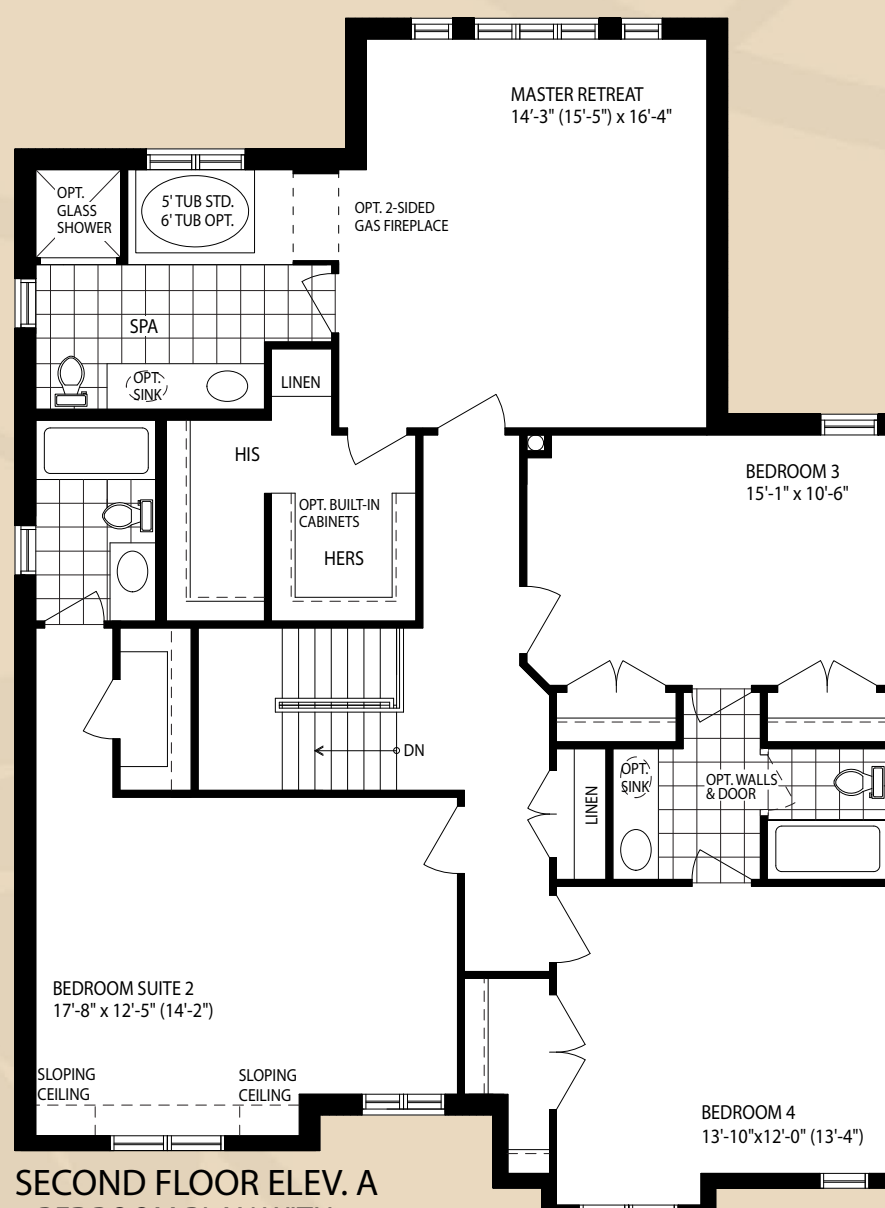 MASTER RETREAT
14'-3" (15'-5") x 16'-4"
OPT.
GLASS
SHOWER
5' TUB STD.
6' TUB OPT.
OPT. 2-SIDED
GAS FIREPLACE
SPA
OPT.
SINK
LINEN
HIS
OPT. BUILT-IN
CABINETS
HERS
BEDROOM 3
15'-1" x 10'-6"
DN
LINEN
OPT.
SINK
OPT. WALLS
& DOOR
BEDROOM SUITE 2
17'-8" x 12'-5" (14'-2")
SLOPING
CEILING
SLOPING
CEILING
BEDROOM 4
13'-10"x12'-0" (13'-4")
SECOND FLOOR ELEV. A
BEDROOM PLAN WITH